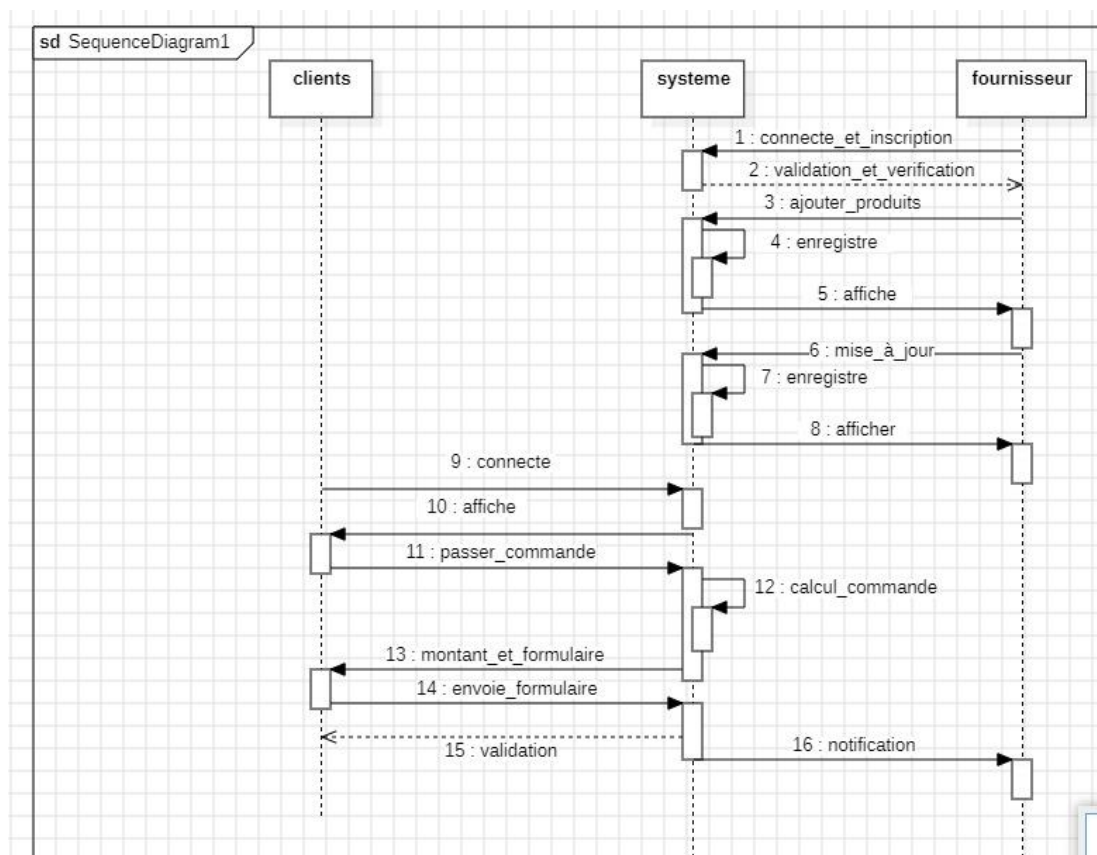 sd SequenceDiagram1
clients
systeme
fournisseur
1 : connecte_et_inscription
2 : validation_et_verification
3 : ajouter_produits
4 : enregistre
5 : affiche
6 : mise_à_jour
7 : enregistre
8 : afficher
9 : connecte
10 : affiche
11 : passer_commande
12 : calcul_commande
13 : montant_et_formulaire
14 : envoie_formulaire
15 : validation
16 : notification